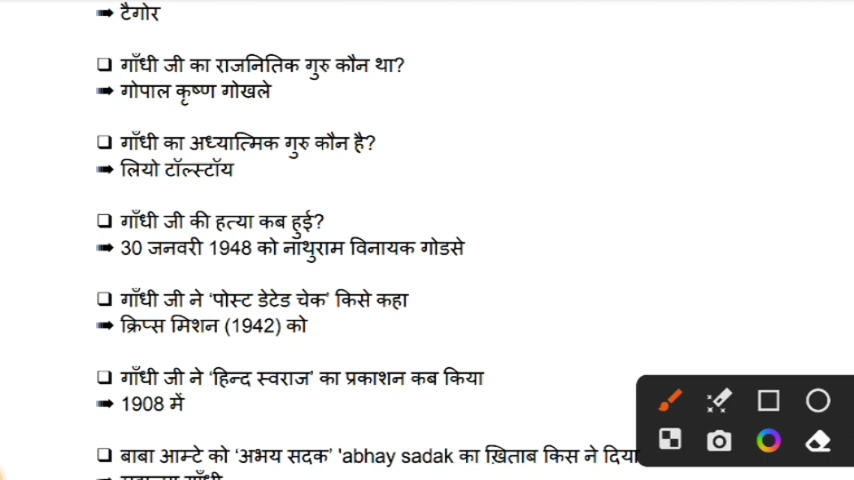 ➠ टैगोर
❑ गाँधी जी का राजनितिक गुरु कौन था?
➠ गोपाल कृष्ण गोखले
❑ गाँधी का अध्यात्मिक गुरु कौन है?
➠ लियो टॉल्स्टॉय
❑ गाँधी जी की हत्या कब हुई?
➠ 30 जनवरी 1948 को नाथुराम विनायक गोडसे
❑ गाँधी जी ने ‘पोस्ट डेटेड चेक’ किसे कहा
➠ क्रिप्स मिशन (1942) को
❑ गाँधी जी ने ‘हिन्द स्वराज’ का प्रकाशन कब किया
➠ 1908 में
❑ बाबा आम्टे को ‘अभय सदक’ 'abhay sadak का ख़िताब किस ने दिया